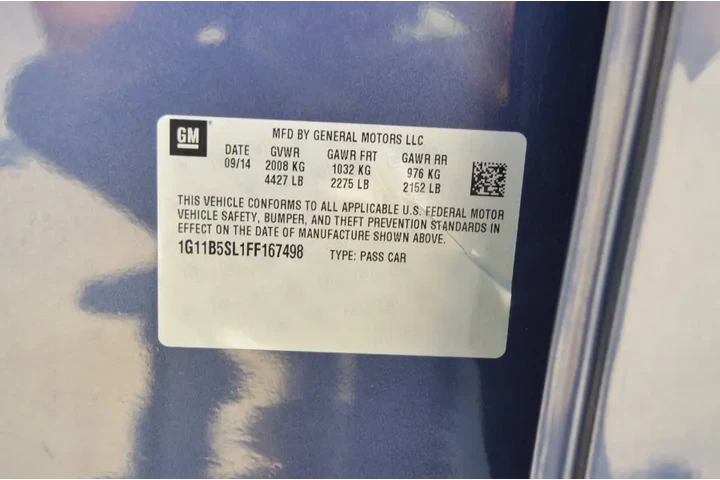 GM
MFD BY GENERAL MOTORS LLC
DATE GVWR GAWR FRT GAWR RR
09/14 2008 KG 1032 KG 976 KG
4427 LB 2275 LB 2152 LB
THIS VEHICLE CONFORMS TO ALL APPLICABLE U.S. FEDERAL MOTOR
VEHICLE SAFETY, BUMPER, AND THEFT PREVENTION STANDARDS IN
EFFECT ON THE DATE OF MANUFACTURE SHOWN ABOVE.
1G11B5SL1FF167498 TYPE: PASS CAR